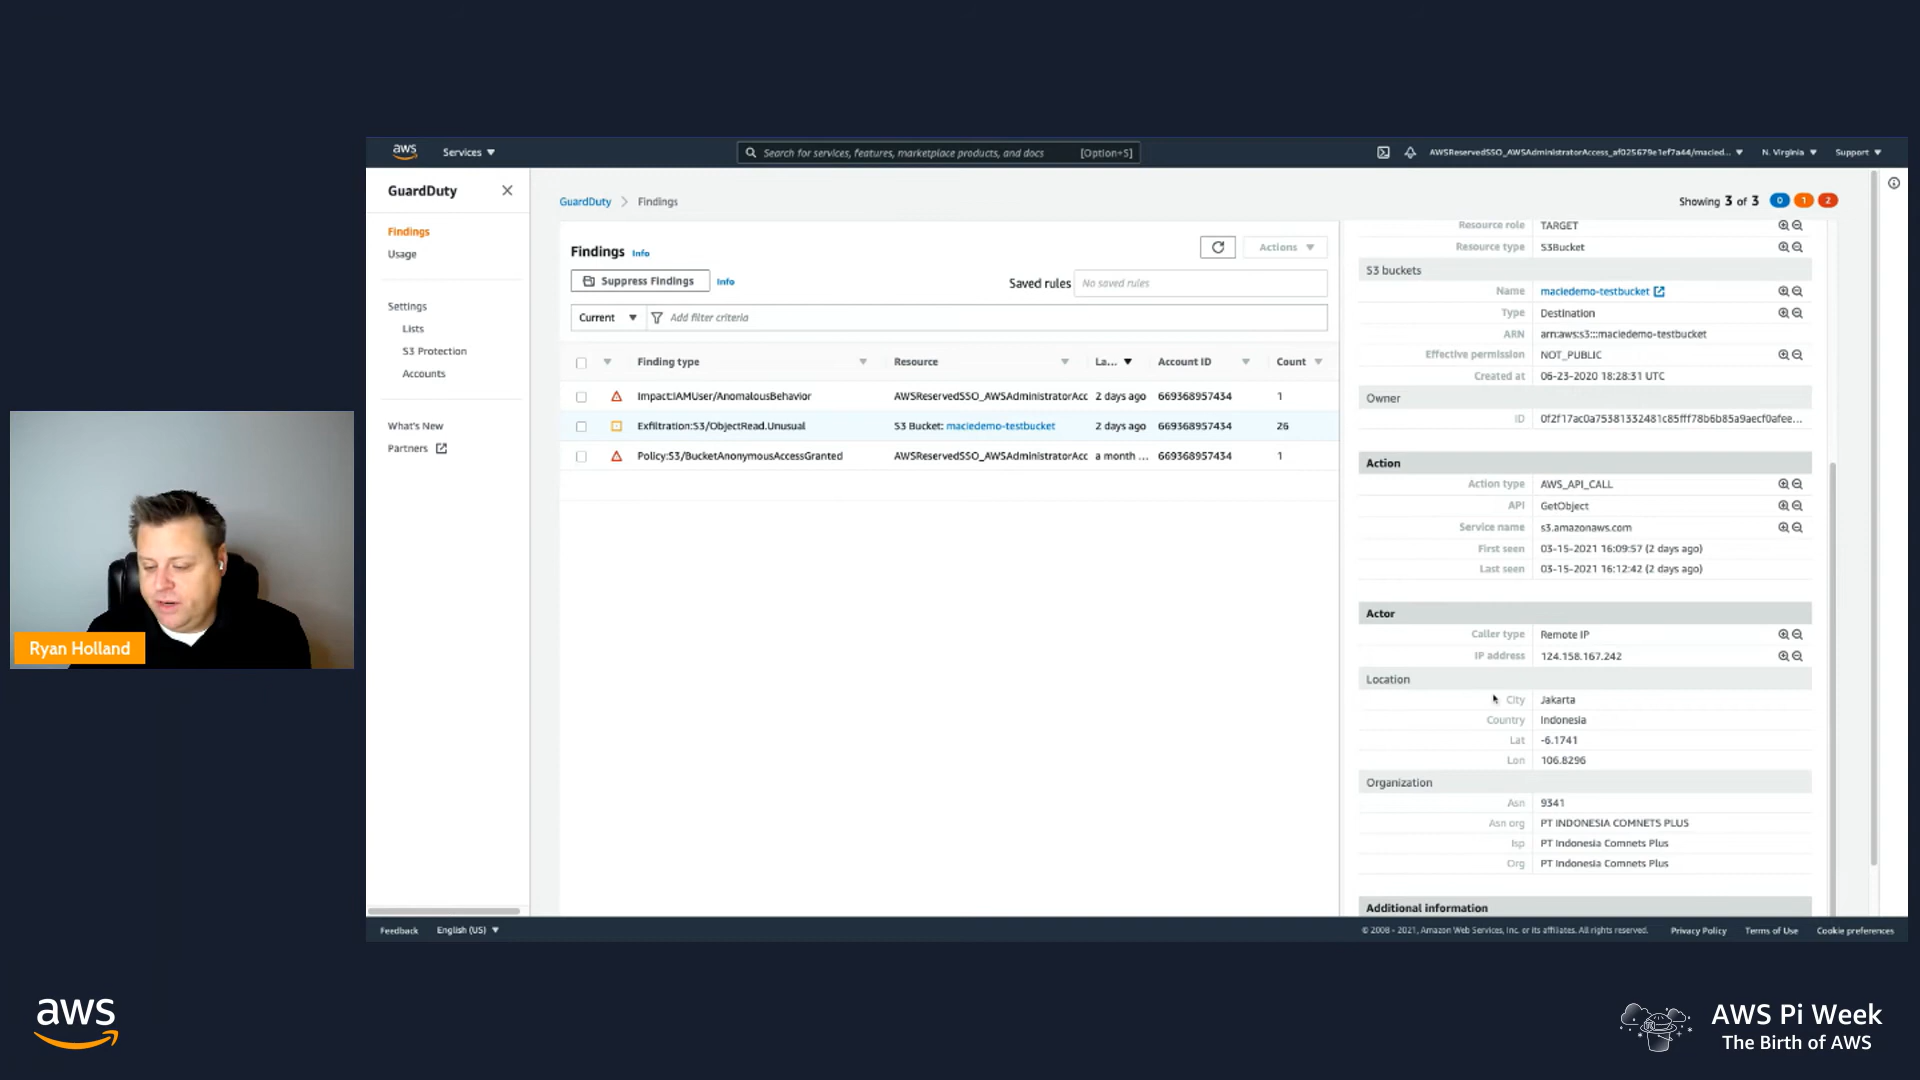 aws
Services
Search for services, features, marketplace products, and docs
[Option+S]
AWSReservedSSO_AWSAdministratorAccess_af025679e1ef7a44/macied...
N. Virginia
Support
GuardDuty
Findings
Usage
Settings
Lists
S3 Protection
Accounts
What's New
Partners
GuardDuty
Findings
Showing 3 of 3
0
1
2
Findings
Info
Actions
Suppress Findings
Info
Saved rules
No saved rules
Current
Add filter criteria
Finding type
Resource
La...
Account ID
Count
Impact:IAMUser/AnomalousBehavior
AWSReservedSSO_AWSAdministratorAcc
2 days ago
669368957434
1
Exfiltration:S3/ObjectRead.Unusual
S3 Bucket: maciedemo-testbucket
2 days ago
669368957434
26
Policy:S3/BucketAnonymousAccessGranted
AWSReservedSSO_AWSAdministratorAcc
a month ...
669368957434
1
Resource role TARGET
Resource type S3Bucket
S3 buckets
Name maciedemo-testbucket
Type Destination
ARN arn:aws:s3:::maciedemo-testbucket
Effective permission NOT_PUBLIC
Created at 06-23-2020 18:28:31 UTC
Owner
ID 0f2f17ac0a75381332481c85fff78b6b85a9aecf0afee...
Action
Action type AWS_API_CALL
API GetObject
Service name s3.amazonaws.com
First seen 03-15-2021 16:09:57 (2 days ago)
Last seen 03-15-2021 16:12:42 (2 days ago)
Actor
Caller type Remote IP
IP address 124.158.167.242
Location
City Jakarta
Country Indonesia
Lat -6.1741
Lon 106.8296
Organization
Asn 9341
Asn org PT INDONESIA COMNETS PLUS
Isp PT Indonesia Comnets Plus
Org PT Indonesia Comnets Plus
Additional information
Feedback
English (US)
© 2008 - 2021, Amazon Web Services, Inc. or its affiliates. All rights reserved.
Privacy Policy
Terms of Use
Cookie preferences
Ryan Holland
aws
AWS Pi Week
The Birth of AWS